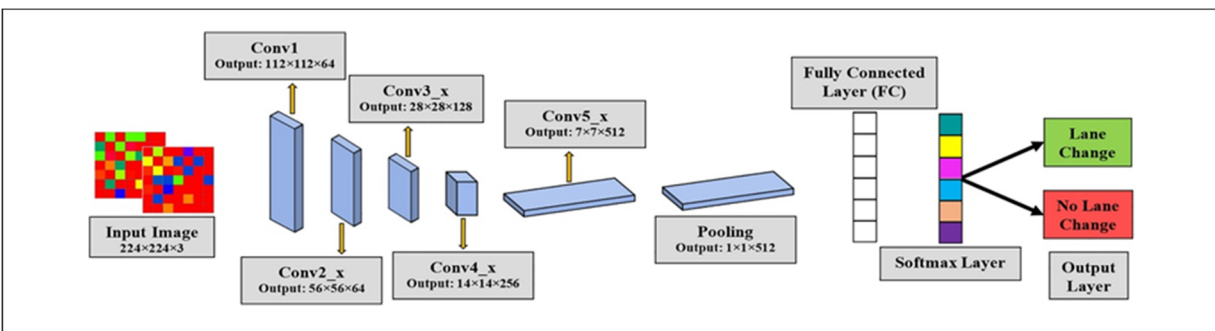 Conv1
Output: 112×112×64
Conv3_x
Output: 28×28×128
Conv5_x
Output: 7×7×512
Fully Connected
Layer (FC)
Lane
Change
Input Image
224×224×3
Conv2_x
Output: 56×56×64
Conv4_x
Output: 14×14×256
Pooling
Output: 1×1×512
Softmax Layer
No Lane
Change
Output
Layer